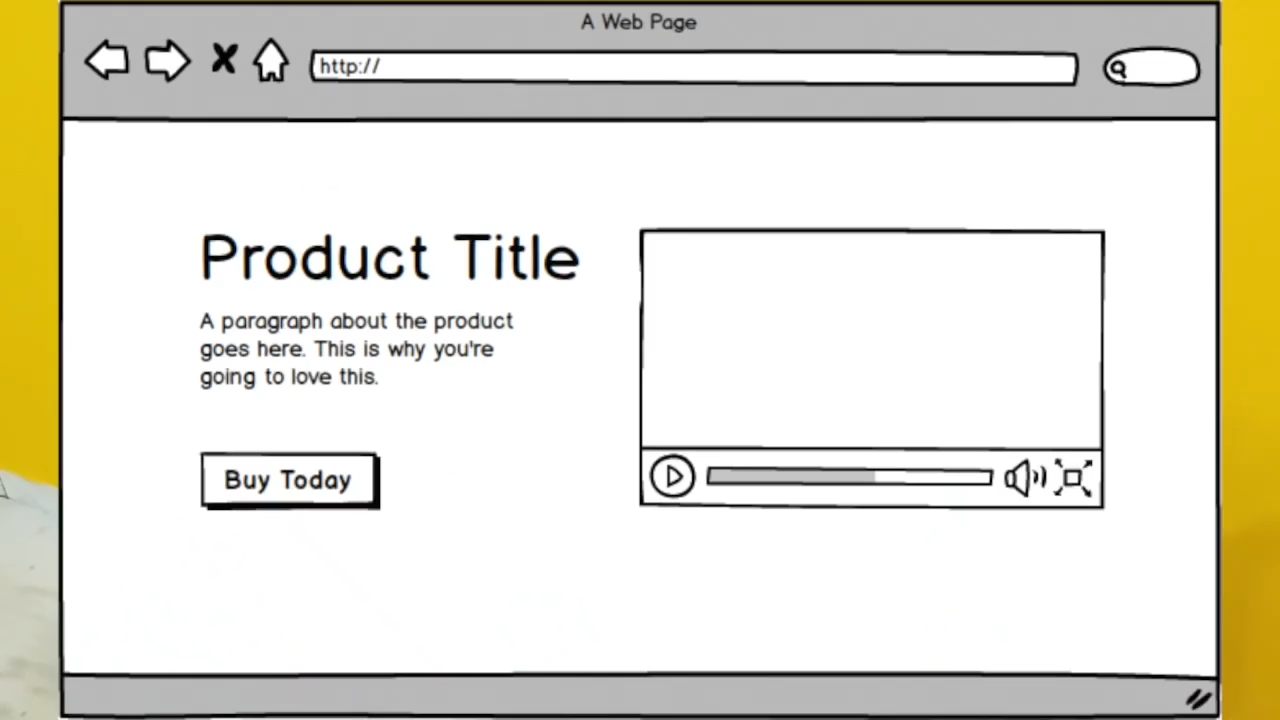 A Web Page
http://
Product Title
A paragraph about the product
goes here. This is why you're
going to love this.
Buy Today